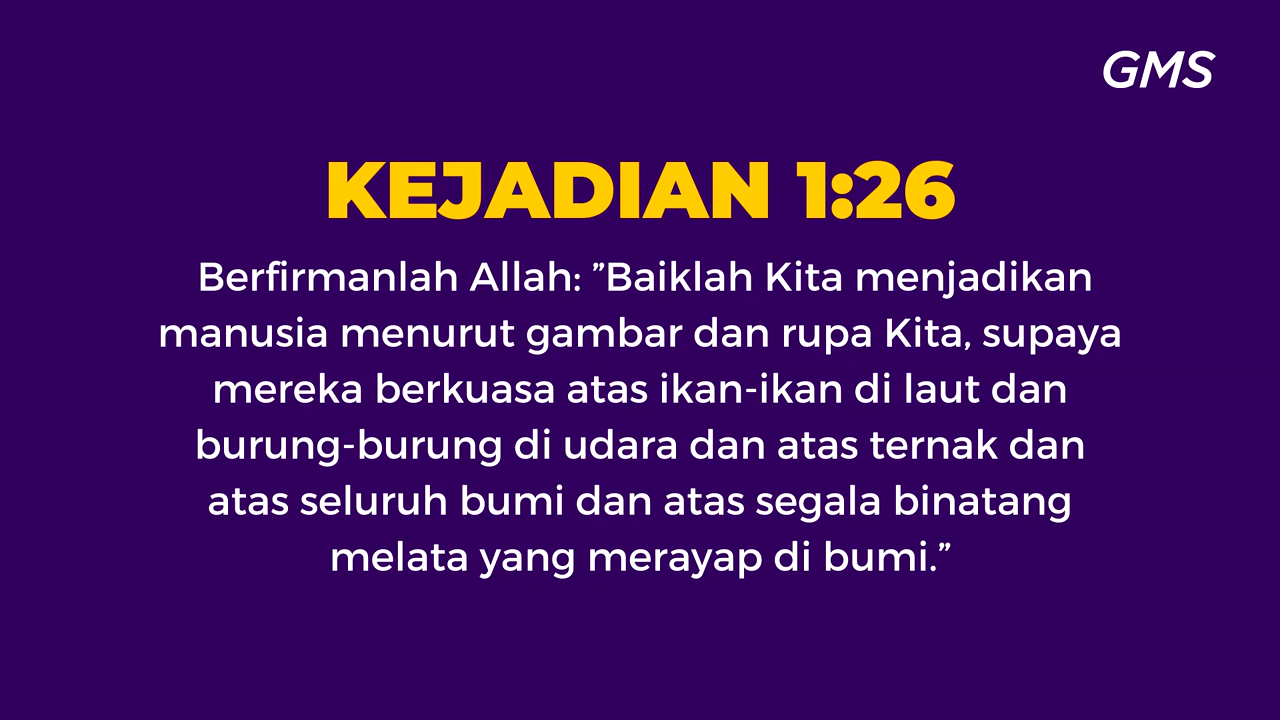 GMS
KEJADIAN 1:26
Berfirmanlah Allah: ”Baiklah Kita menjadikan
manusia menurut gambar dan rupa Kita, supaya
mereka berkuasa atas ikan-ikan di laut dan
burung-burung di udara dan atas ternak dan
atas seluruh bumi dan atas segala binatang
melata yang merayap di bumi.”